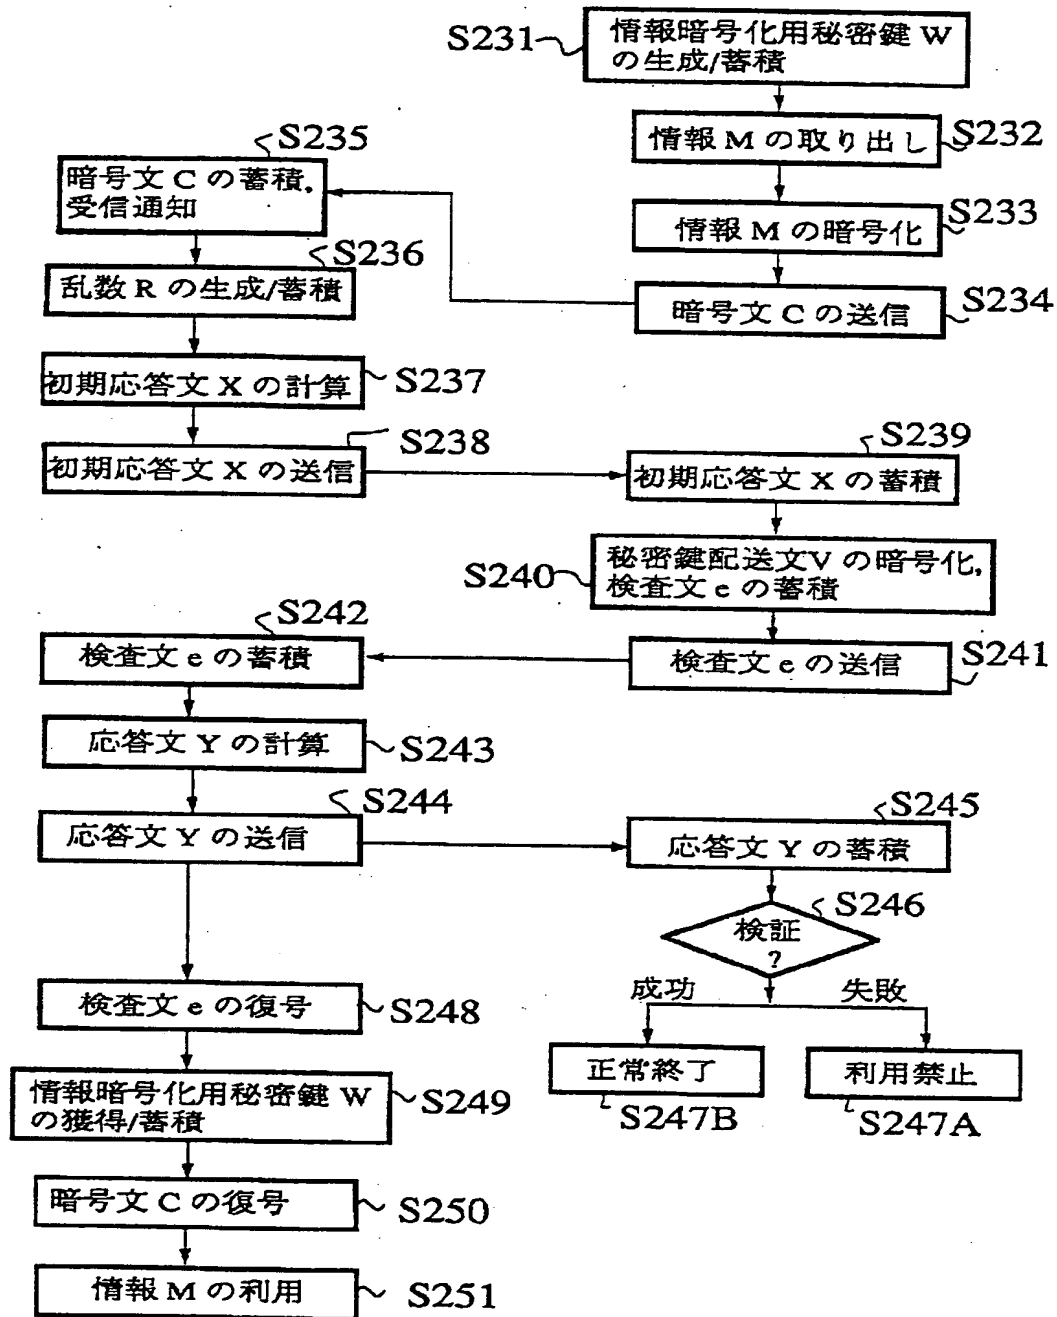 S231
情報暗号化用秘密鍵 W
の生成/蓄積
情報 M の取り出し
S232
S235
暗号文 C の蓄積,
受信通知
情報 M の暗号化
S233
S236
乱数 R の生成/蓄積
暗号文 C の送信
S234
初期応答文 X の計算
S237
初期応答文 X の送信
S238
S239
初期応答文 X の蓄積
S240
秘密鍵配送文V の暗号化,
検査文 e の蓄積
S242
検査文 e の蓄積
検査文 e の送信
S241
応答文 Y の計算
S243
S244
応答文 Y の送信
S245
応答文 Y の蓄積
S246
検証
?
成功
失敗
検査文 e の復号
S248
正常終了
S247B
利用禁止
S247A
情報暗号化用秘密鍵 W
の獲得/蓄積
S249
暗号文 C の復号
S250
情報 M の利用
S251